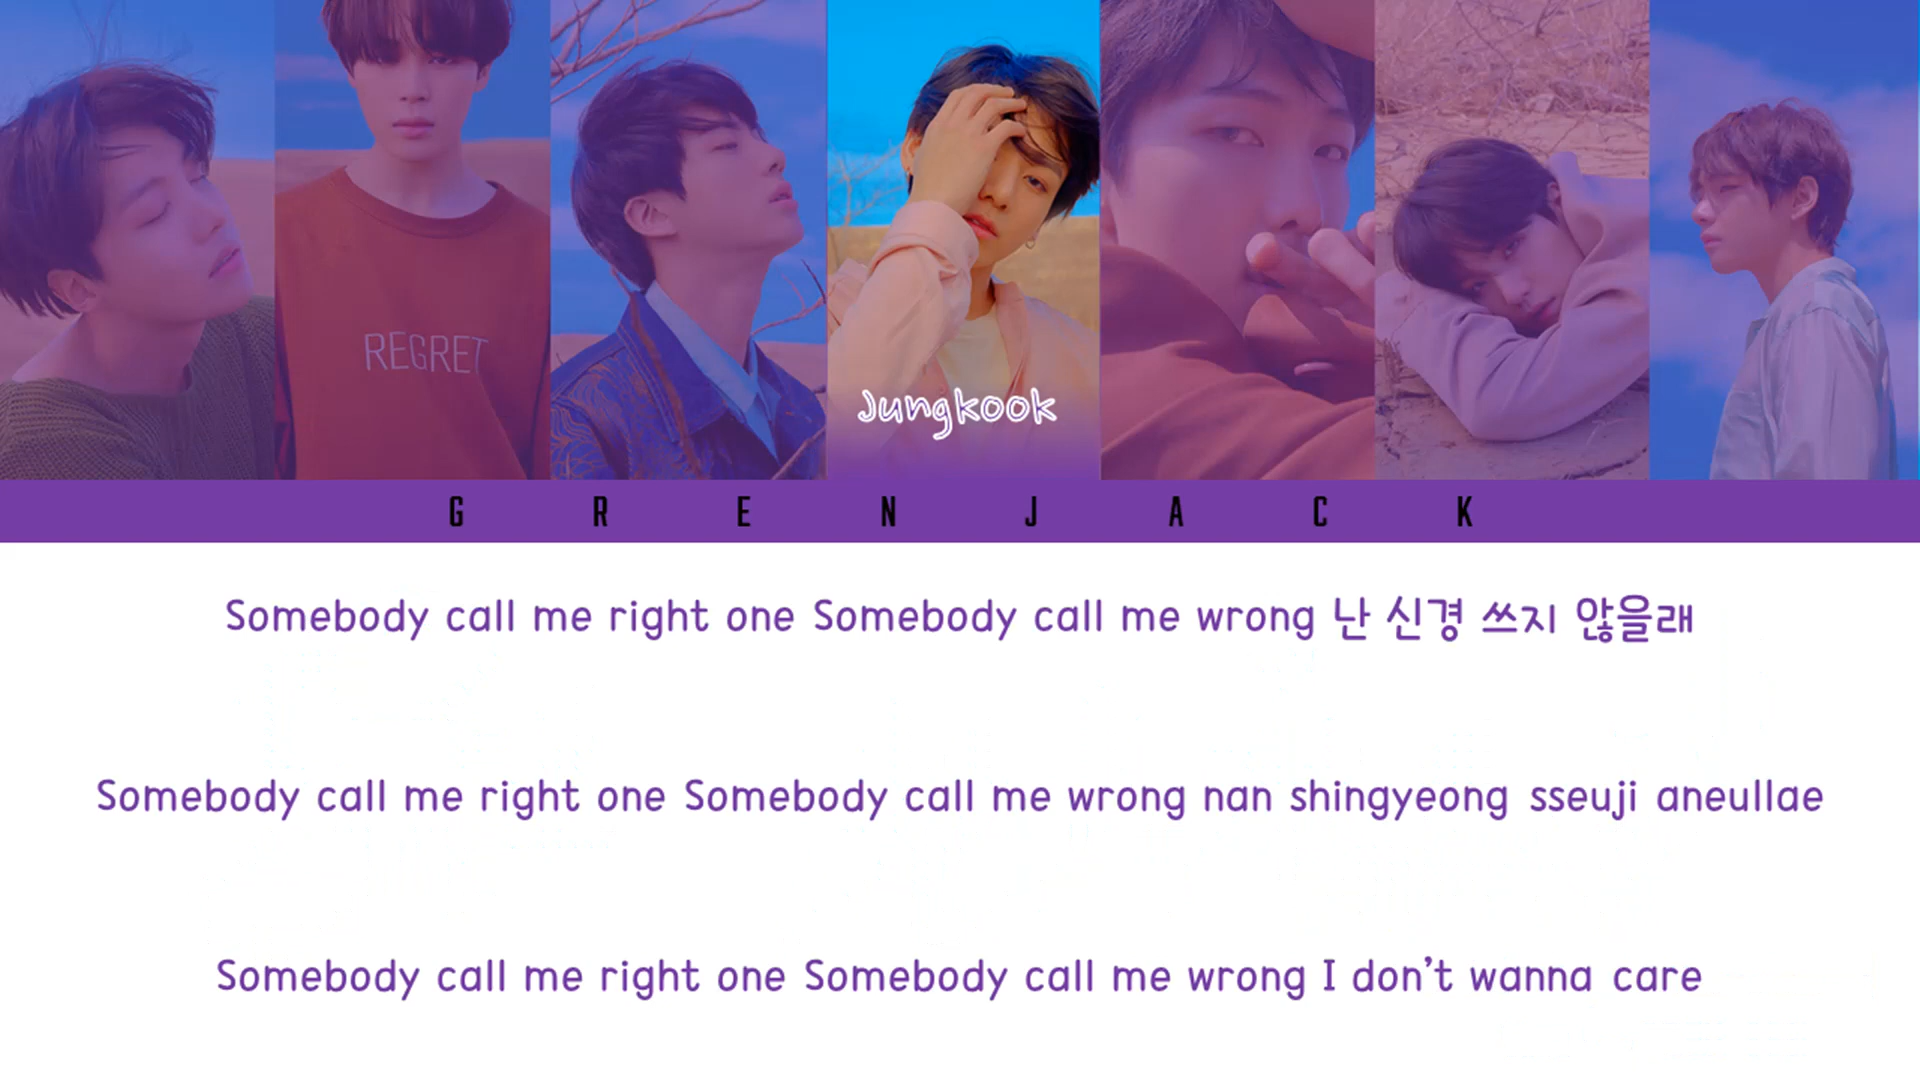 REGRET
Jungkook
G R E N J A C K
Somebody call me right one Somebody call me wrong 난 신경 쓰지 않을래
Somebody call me right one Somebody call me wrong nan shingyeong sseuji aneullae
Somebody call me right one Somebody call me wrong I don't wanna care